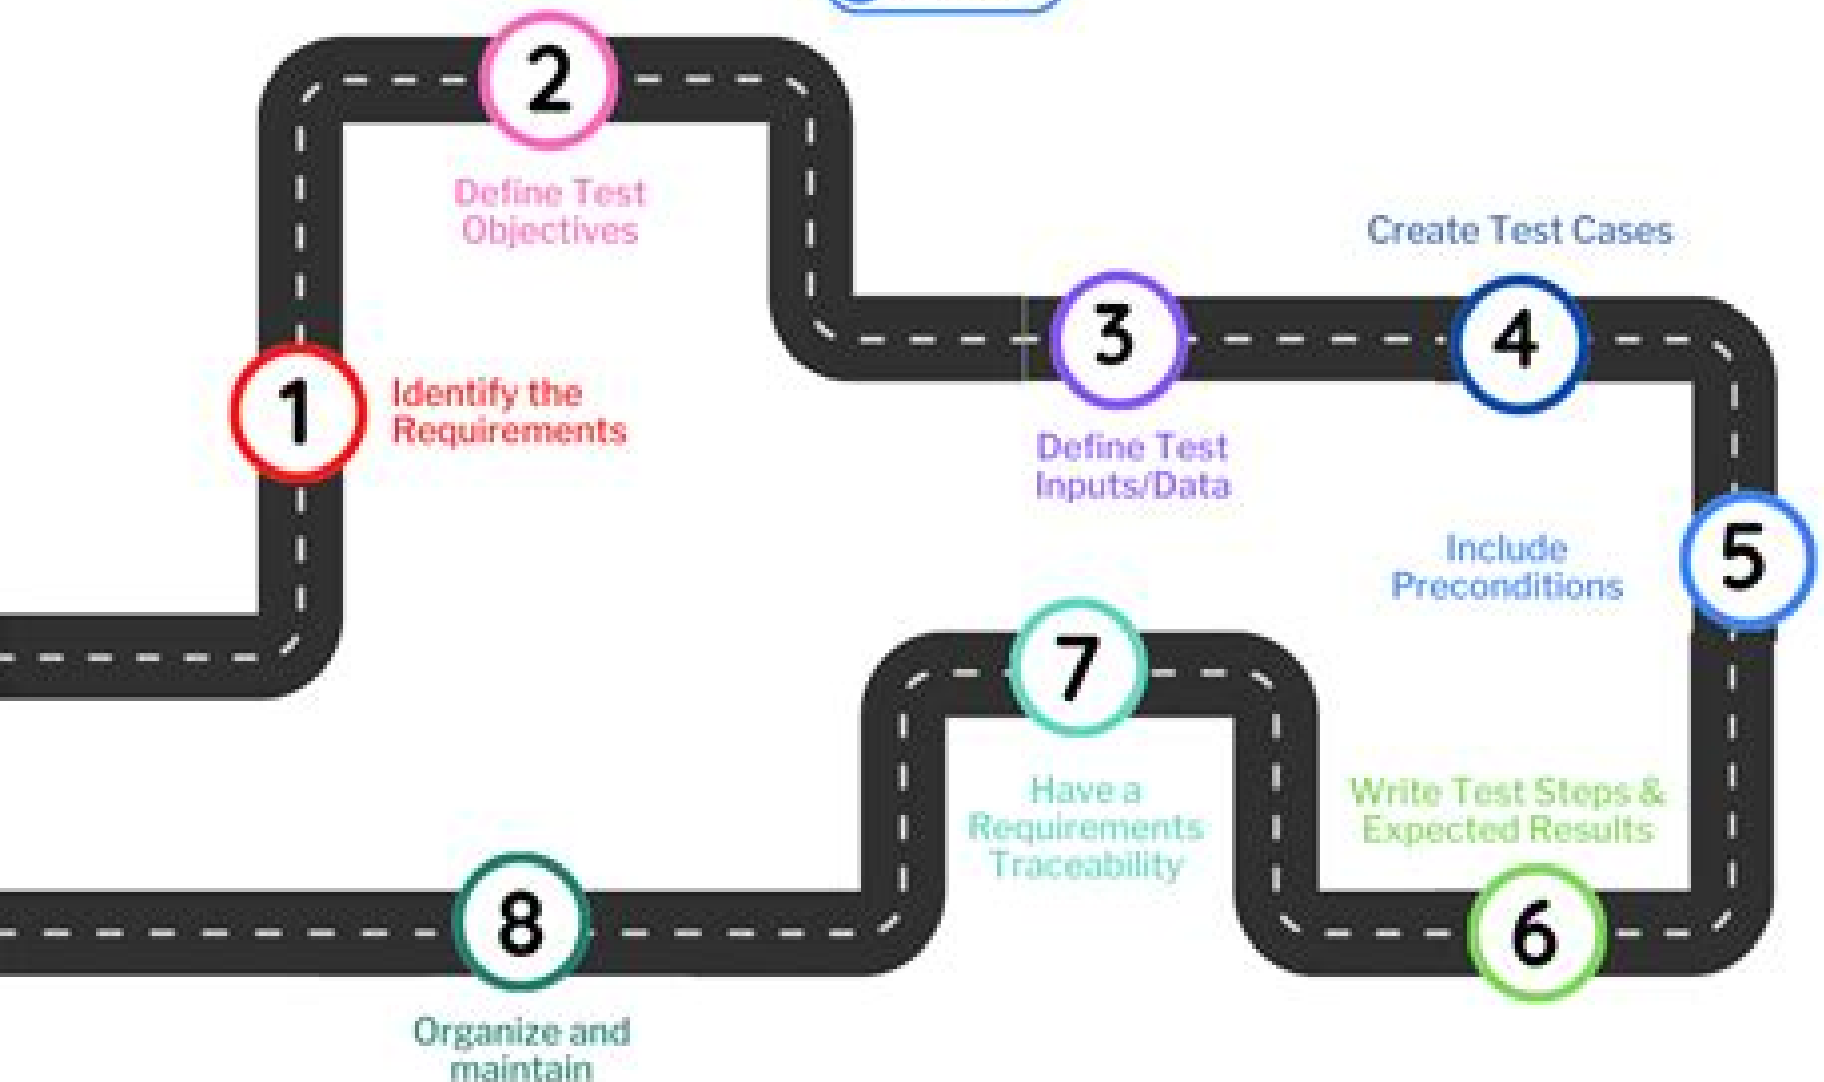 1
Identify the
Requirements
2
Define Test
Objectives
3
Define Test
Inputs/Data
4
Create Test Cases
5
Include
Preconditions
6
Write Test Steps &
Expected Results
7
Have a
Requirements
Traceability
8
Organize and
maintain